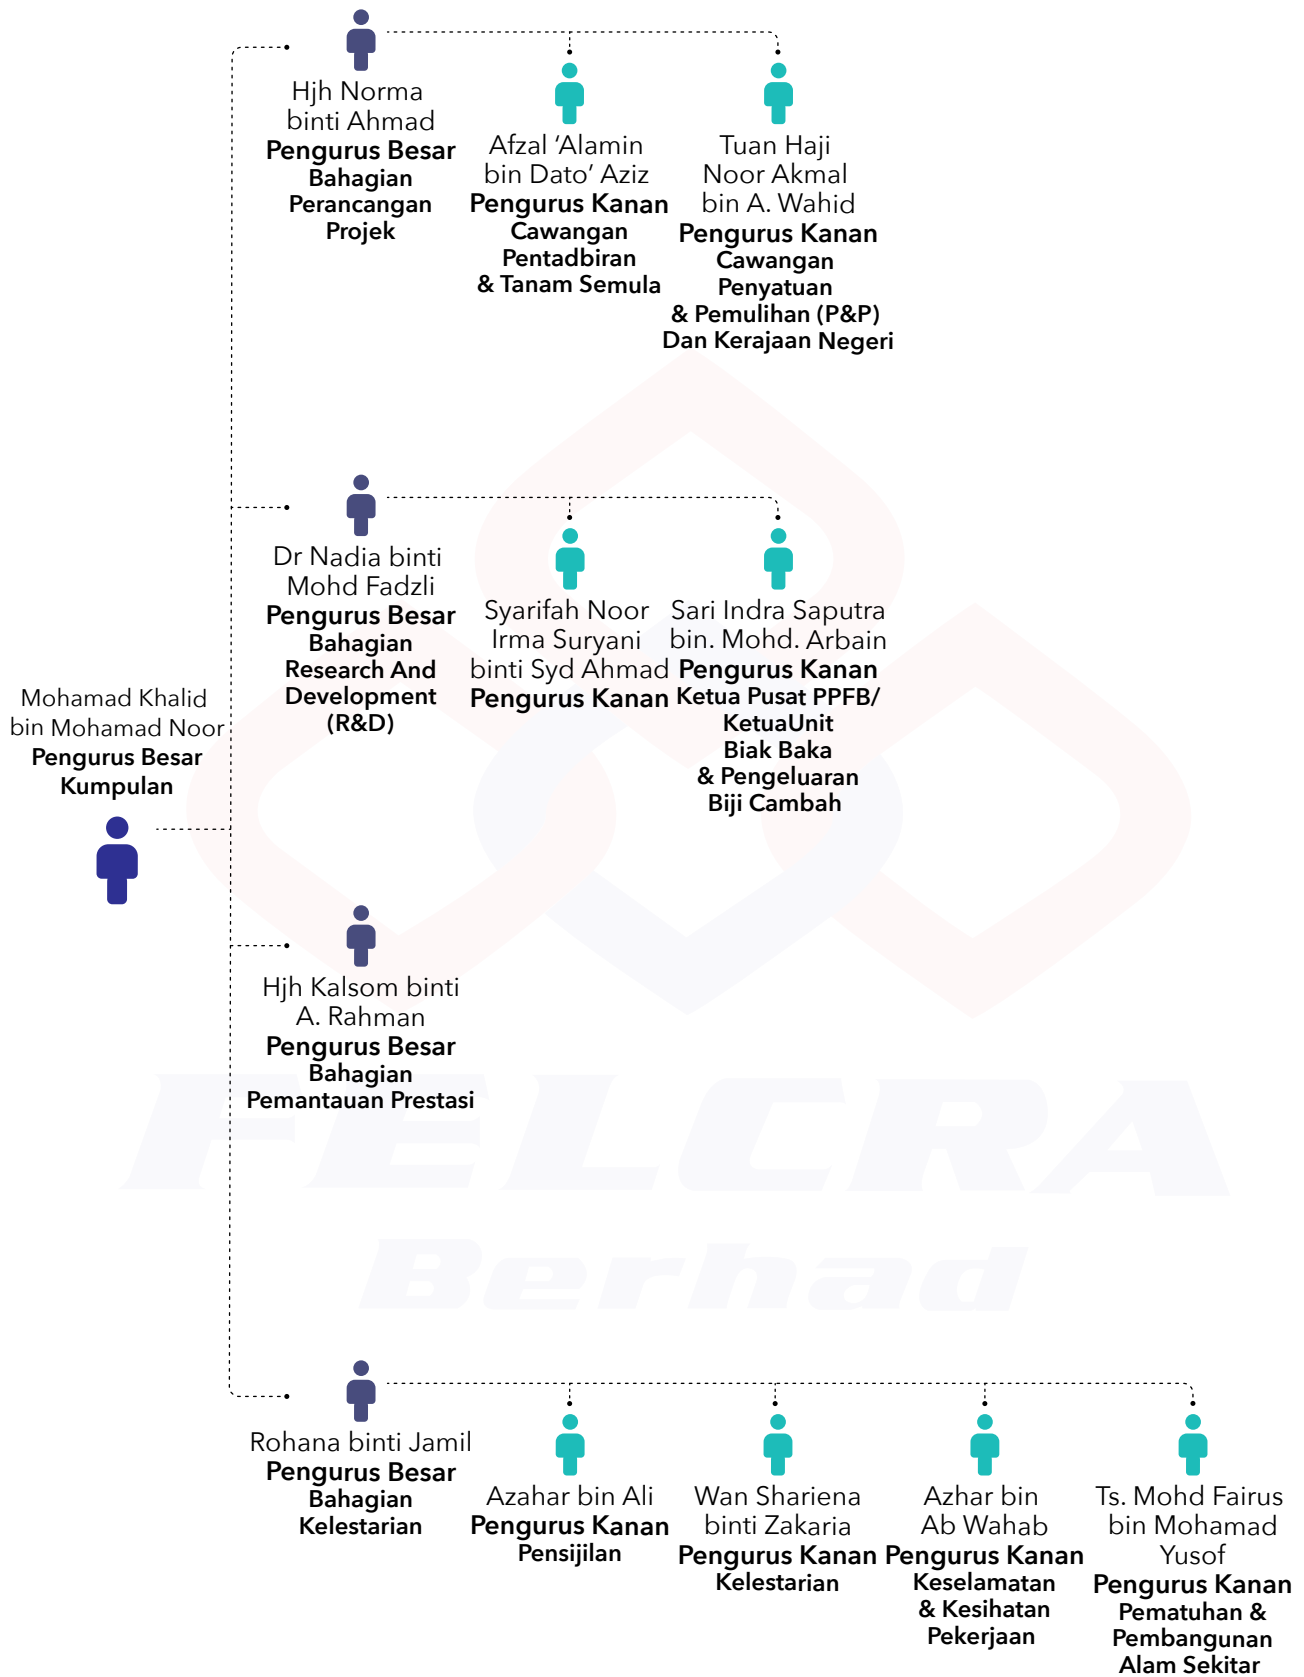 Hjh Norma
binti Ahmad
Pengurus Besar
Bahagian
Perancangan
Projek
Afzal ‘Alamin
bin Dato’ Aziz
Pengurus Kanan
Cawangan
Pentadbiran
& Tanam Semula
Tuan Haji
Noor Akmal
bin A. Wahid
Pengurus Kanan
Cawangan
Penyatuan
& Pemulihan (P&P)
Dan Kerajaan Negeri
Mohamad Khalid
bin Mohamad Noor
Pengurus Besar
Kumpulan
Dr Nadia binti
Mohd Fadzli
Pengurus Besar
Bahagian
Research And
Development
(R&D)
Syarifah Noor
Irma Suryani
binti Syd Ahmad
Pengurus Kanan
Sari Indra Saputra
bin. Mohd. Arbain
Pengurus Kanan
Ketua Pusat PPFB/
KetuaUnit
Biak Baka
& Pengeluaran
Biji Cambah
Hjh Kalsom binti
A. Rahman
Pengurus Besar
Bahagian
Pemantauan Prestasi
FELCRA
Berhad
Rohana binti Jamil
Pengurus Besar
Bahagian
Kelestarian
Azahar bin Ali
Pengurus Kanan
Pensijilan
Wan Shariena
binti Zakaria
Pengurus Kanan
Kelestarian
Azhar bin
Ab Wahab
Pengurus Kanan
Keselamatan
& Kesihatan
Pekerjaan
Ts. Mohd Fairus
bin Mohamad
Yusof
Pengurus Kanan
Pematuhan &
Pembangunan
Alam Sekitar